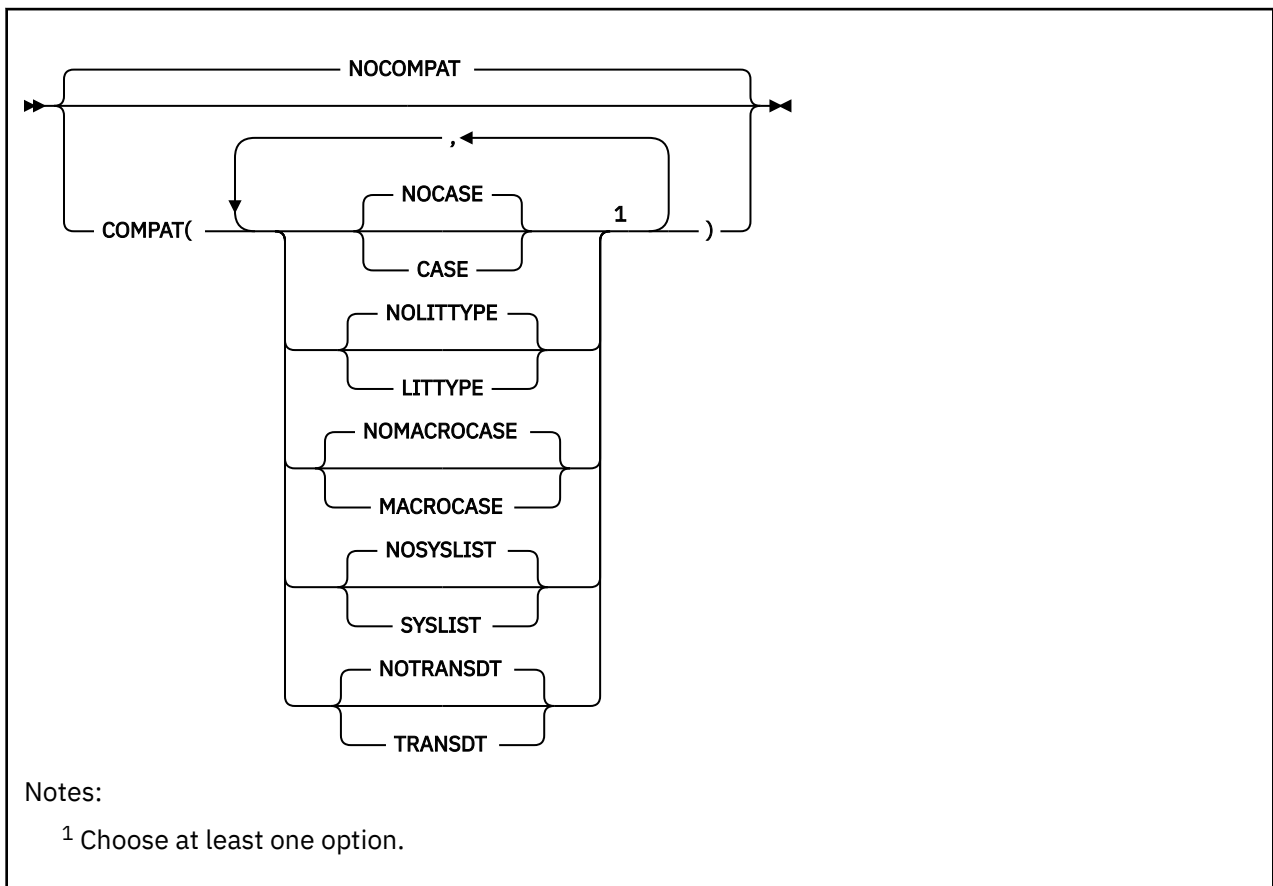 NOCOMPAT
,
NOCASE
1
COMPAT( )
CASE
NOLITTYPE
LITTYPE
NOMACROCASE
MACROCASE
NOSYSLIST
SYSLIST
NOTRANSDT
TRANSDT
Notes:
1 Choose at least one option.